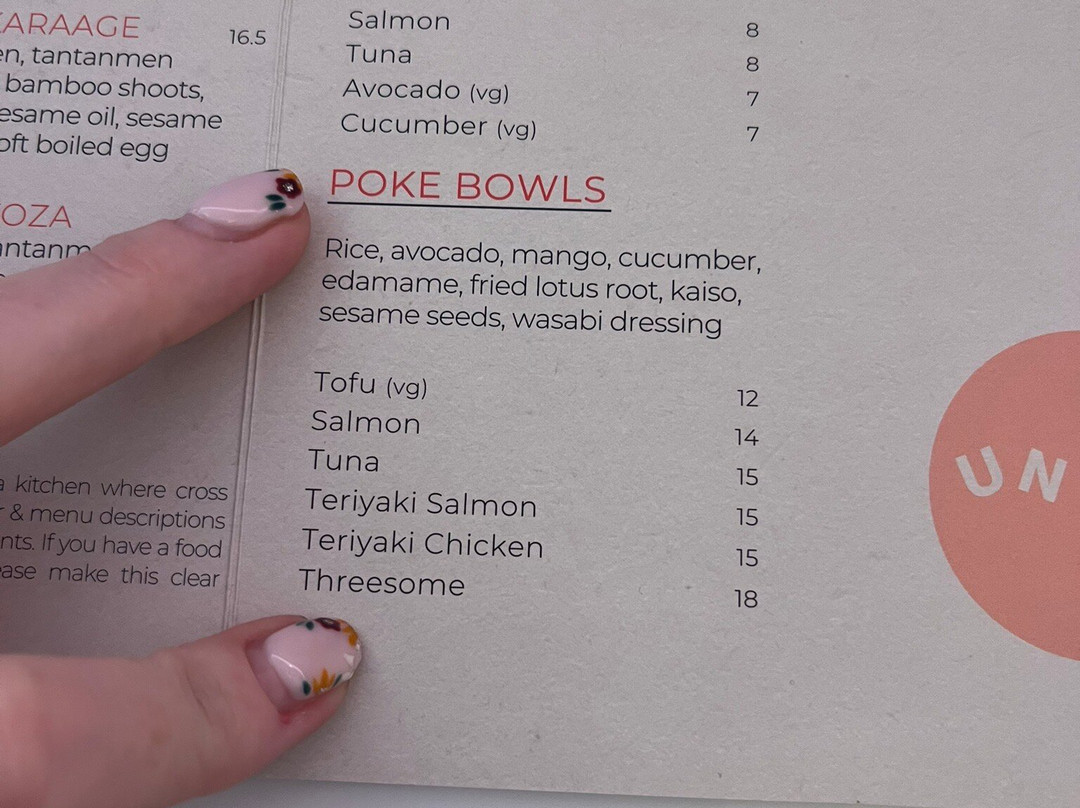 16.5
en, tantanmen
bamboo shoots,
esame oil, sesame
oft boiled egg
OZA
a kitchen where cross
& menu descriptions
nts. If you have a food
ase make this clear
Salmon 8
Tuna 8
Avocado (vg) 7
Cucumber (vg) 7
POKE BOWLS
Rice, avocado, mango, cucumber,
edamame, fried lotus root, kaiso,
sesame seeds, wasabi dressing
Tofu (vg) 12
Salmon 14
Tuna 15
Teriyaki Salmon 15
Teriyaki Chicken 15
Threesome 18
UN